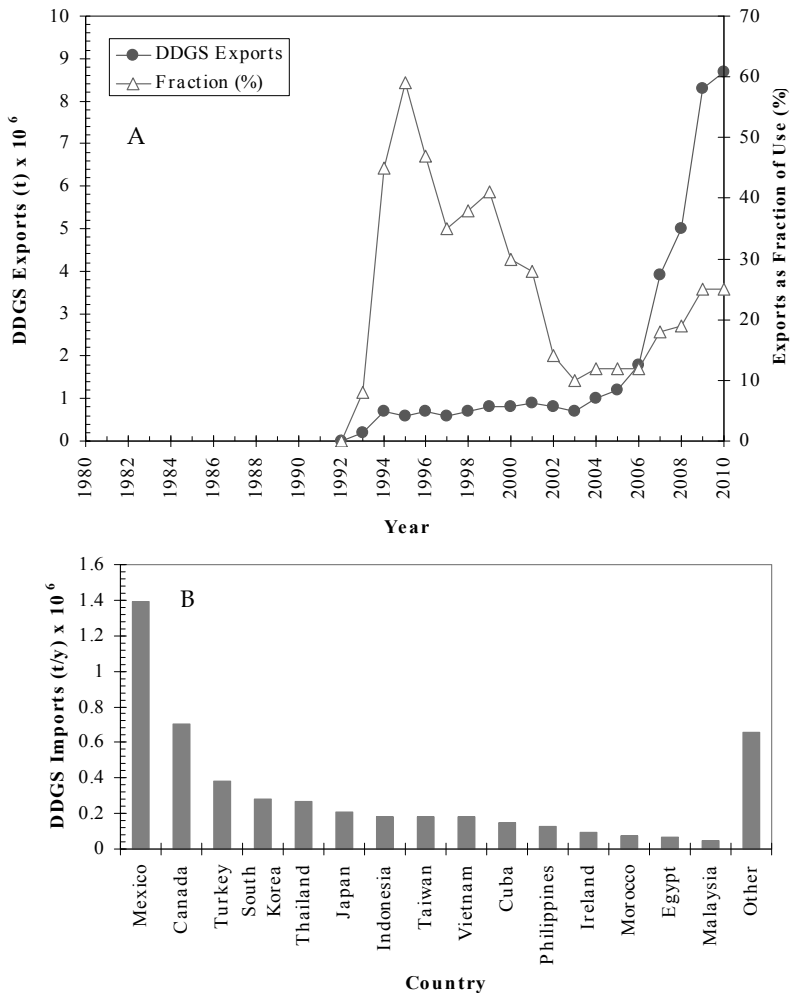 DDGS Exports
Fraction (%)
A
DDGS Exports (t) x 10 6
10
9
8
7
6
5
4
3
2
1
0
Exports as Fraction of Use (%)
70
60
50
40
30
20
10
0
1980
1982
1984
1986
1988
1990
1992
1994
1996
1998
2000
2002
2004
2006
2008
2010
Year
B
DDGS Imports (t/y) x 10 6
1.6
1.4
1.2
1
0.8
0.6
0.4
0.2
0
Mexico
Canada
Turkey
South
Korea
Thailand
Japan
Indonesia
Taiwan
Vietnam
Cuba
Philippines
Ireland
Morocco
Egypt
Malaysia
Other
Country